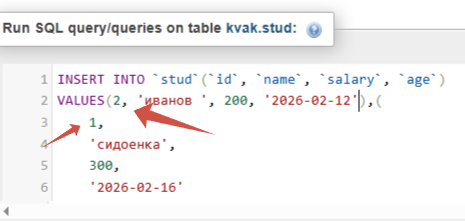 Run SQL query/queries on table kvak.stud:
1 INSERT INTO `stud`(`id`, `name`, `salary`, `age`)
2 VALUES(2, 'иванов ', 200, '2026-02-12'),(
3 1,
4 'сидоенка',
5 300,
6 '2026-02-16'